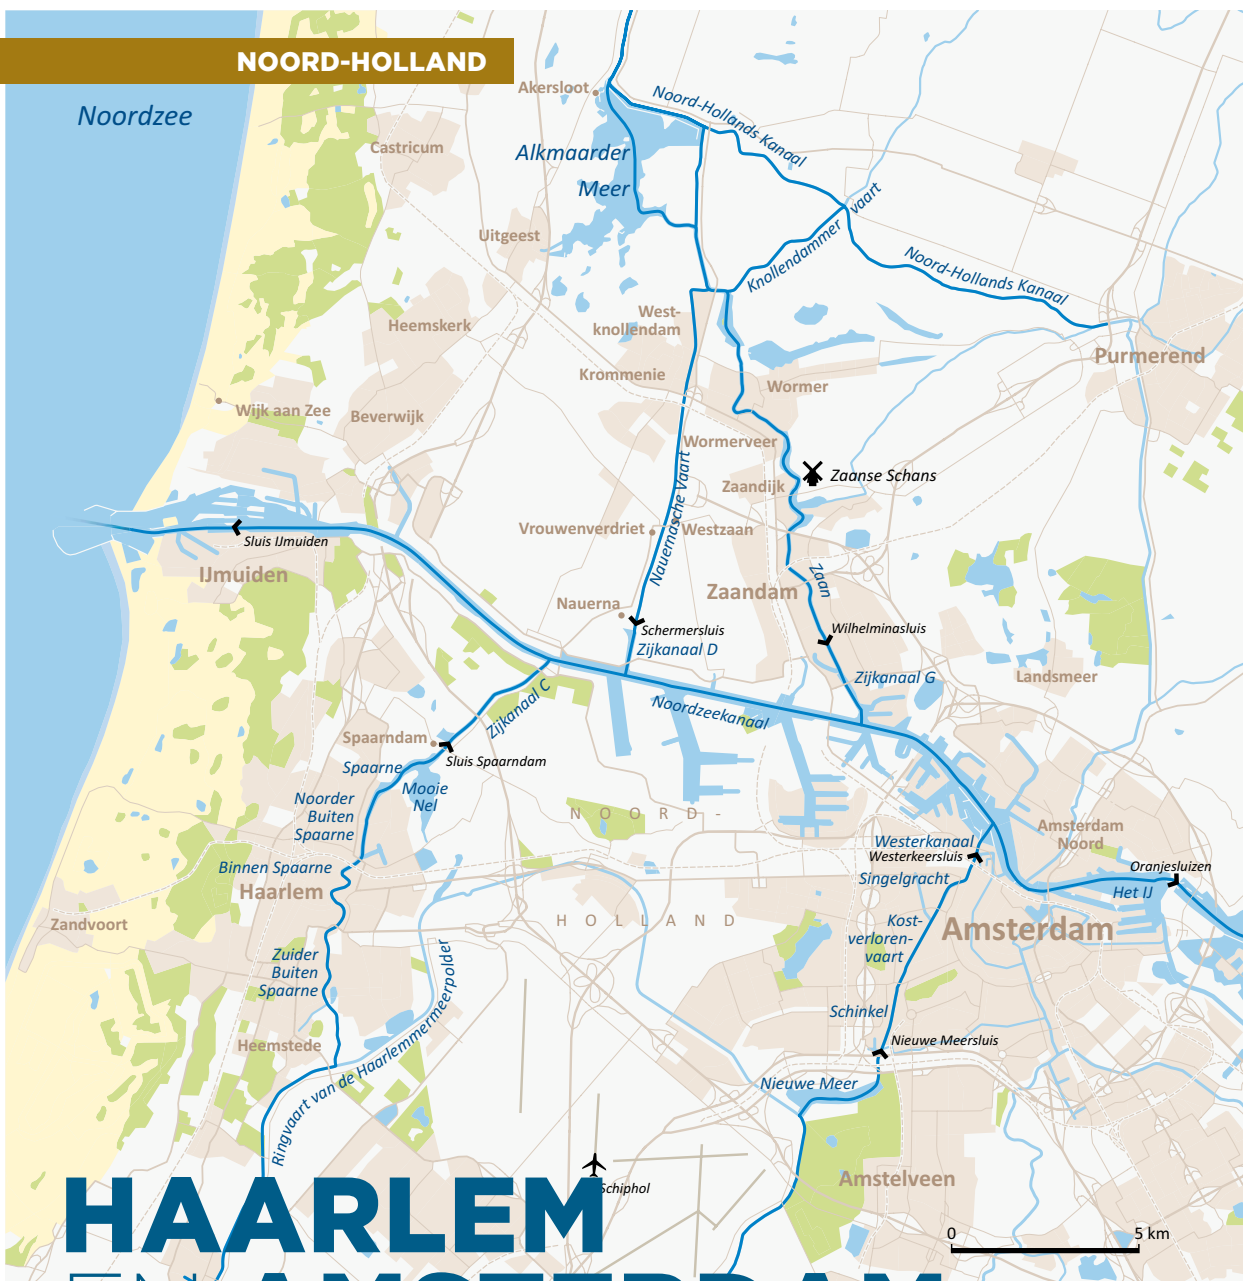 NOORD-HOLLAND
Noordzee
Akersloot
Noord-Hollands Kanaal
Castricum
Alkmaarder
Meer
Knollendammer vaart
Uitgeest
Noord-Hollands Kanaal
West-
knollendam
Heemskerk
Purmerend
Krommenie
Wormer
Wijk aan Zee
Beverwijk
Wormerveer
Zaanse Schans
Zaandijk
Nauernasche Vaart
Vrouwenverdriet
Westzaan
Sluis IJmuiden
IJmuiden
Zaandam
Zaan
Nauerna
Schermersluis
Wilhelminasluis
Zijkanaal D
Zijkanaal G
Landsmeer
Zijkanaal C
Noordzeekanaal
Spaarndam
Sluis Spaarndam
Spaarne
Mooie
Nel
Noorder
Buiten
Spaarne
NOORD-
Amsterdam
Noord
Westerkanaal
Westerkeersluis
Oranjesluizen
Binnen Spaarne
Singelgracht
Haarlem
Het IJ
Zandvoort
HOLLAND
Kost-
verloren-
vaart
Amsterdam
Zuider
Buiten
Spaarne
Schinkel
Heemstede
Nieuwe Meersluis
Ringvaart van de Haarlemmermeerpolder
Nieuwe Meer
Amstelveen
Schiphol
HAARLEM
0 5 km
EN AMSTERDAM